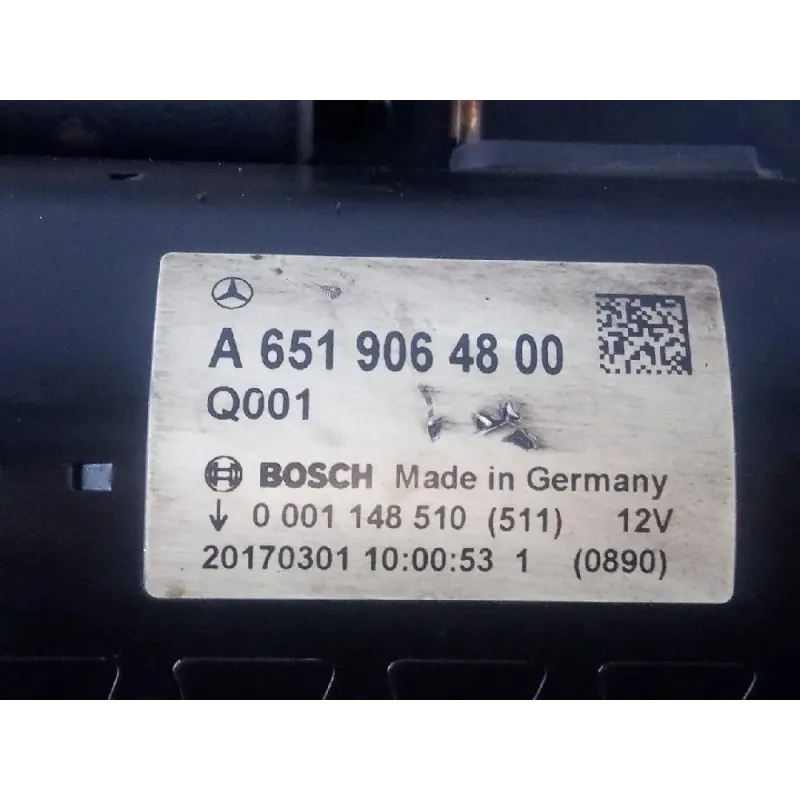 A 651 906 48 00
Q001
BOSCH Made in Germany
↓ 0 001 148 510 (511) 12V
20170301 10:00:53 1 (0890)